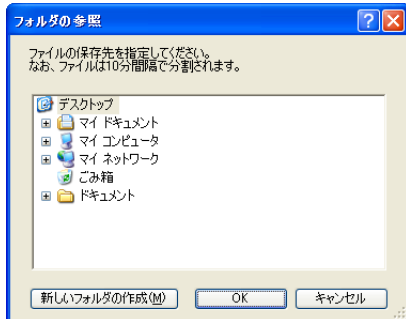 フォルダの参照
ファイルの保存先を指定してください。
なお、ファイルは10分間隔で分割されます。
デスクトップ
マイ ドキュメント
マイ コンピュータ
マイ ネットワーク
ごみ箱
ドキュメント
新しいフォルダの作成(M) OK キャンセル